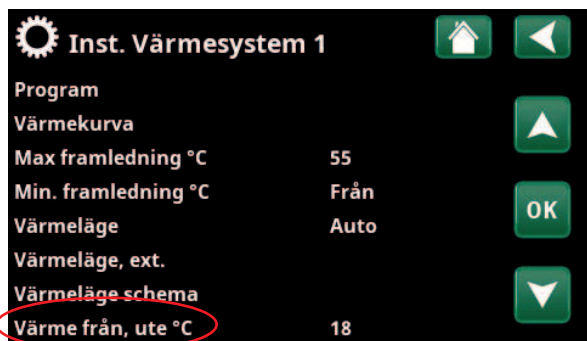 Inst. Värmesystem 1
Program
Värmekurva
Max framledning °C 55
Min. framledning °C Från
Värmeläge Auto
Värmeläge, ext.
Värmeläge schema
Värme från, ute °C 18
OK